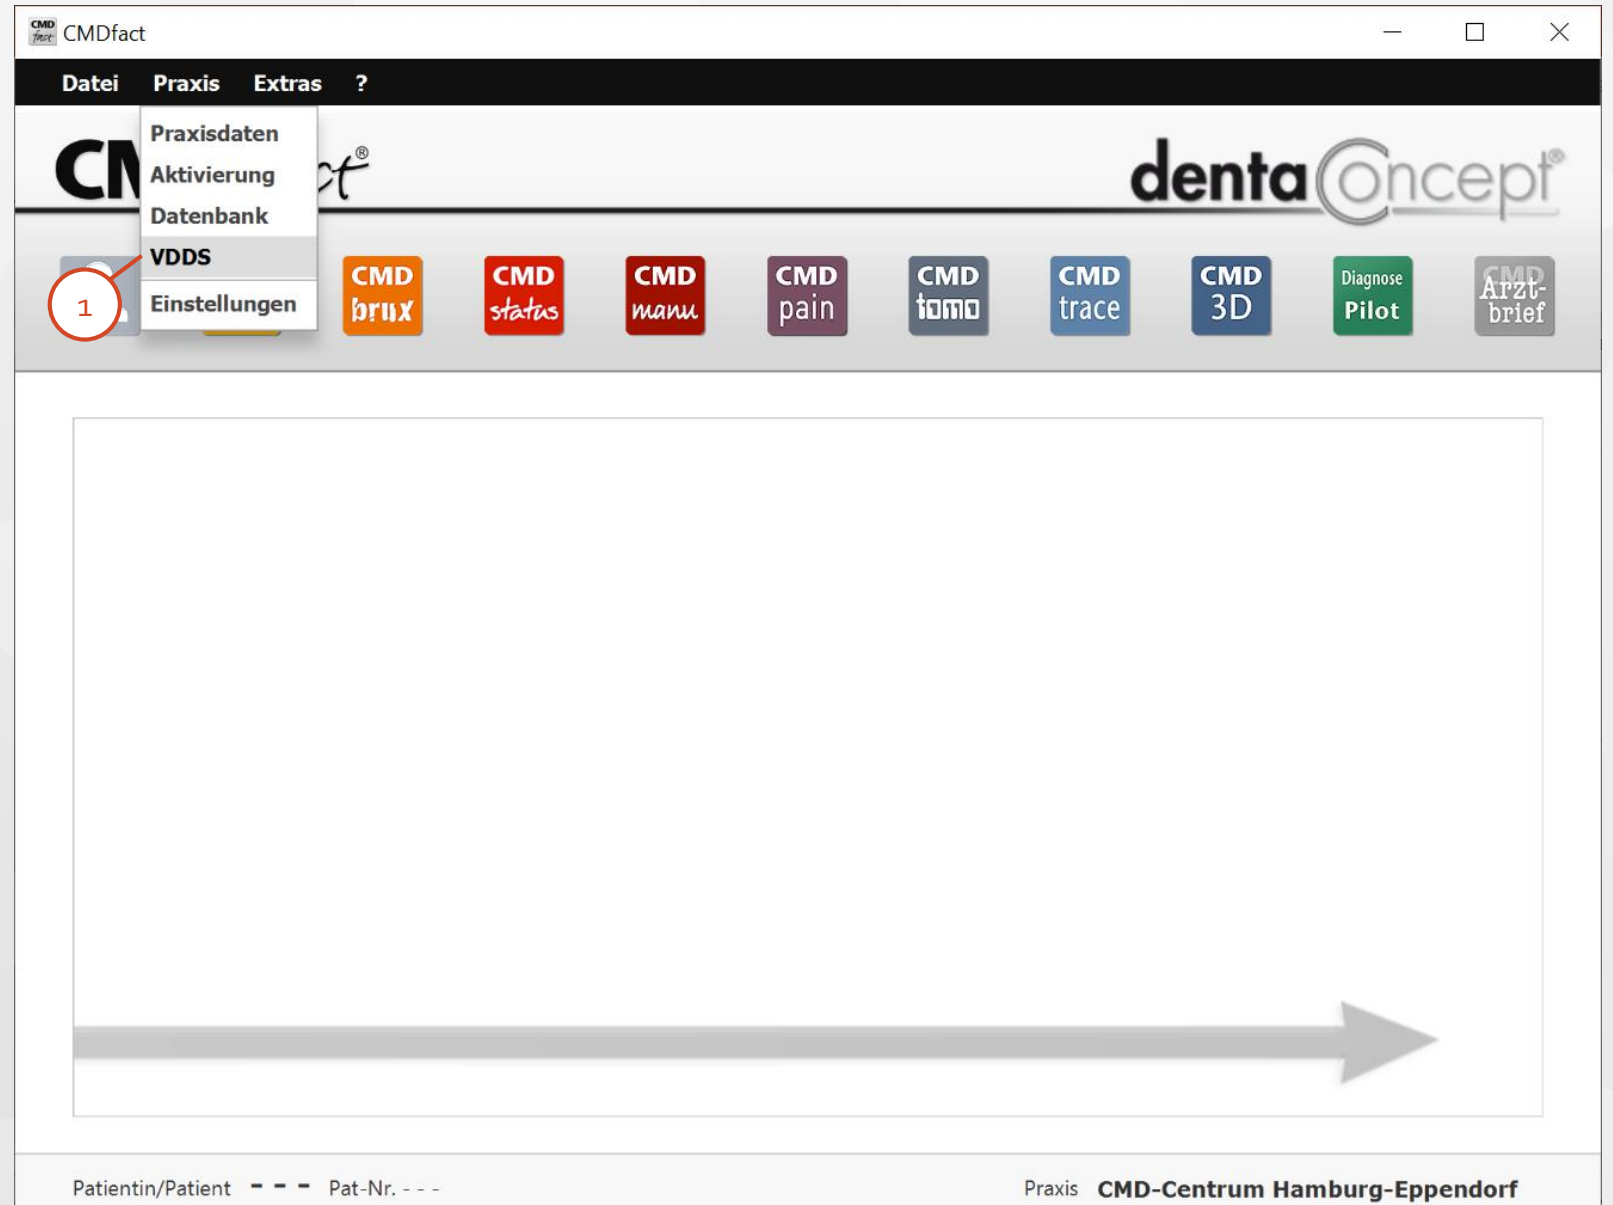 CMD
fact CMDfact
Datei Praxis Extras ?
Praxisdaten
Aktivierung
Datenbank
VDDS
Einstellungen
1
dentaConcept®
CMD
brux
CMD
status
CMD
manu
CMD
pain
CMD
tomo
CMD
trace
CMD
3D
Diagnose
Pilot
CMD
Arzt-
brief
Patientin/Patient - - - Pat-Nr. - - -
Praxis CMD-Centrum Hamburg-Eppendorf